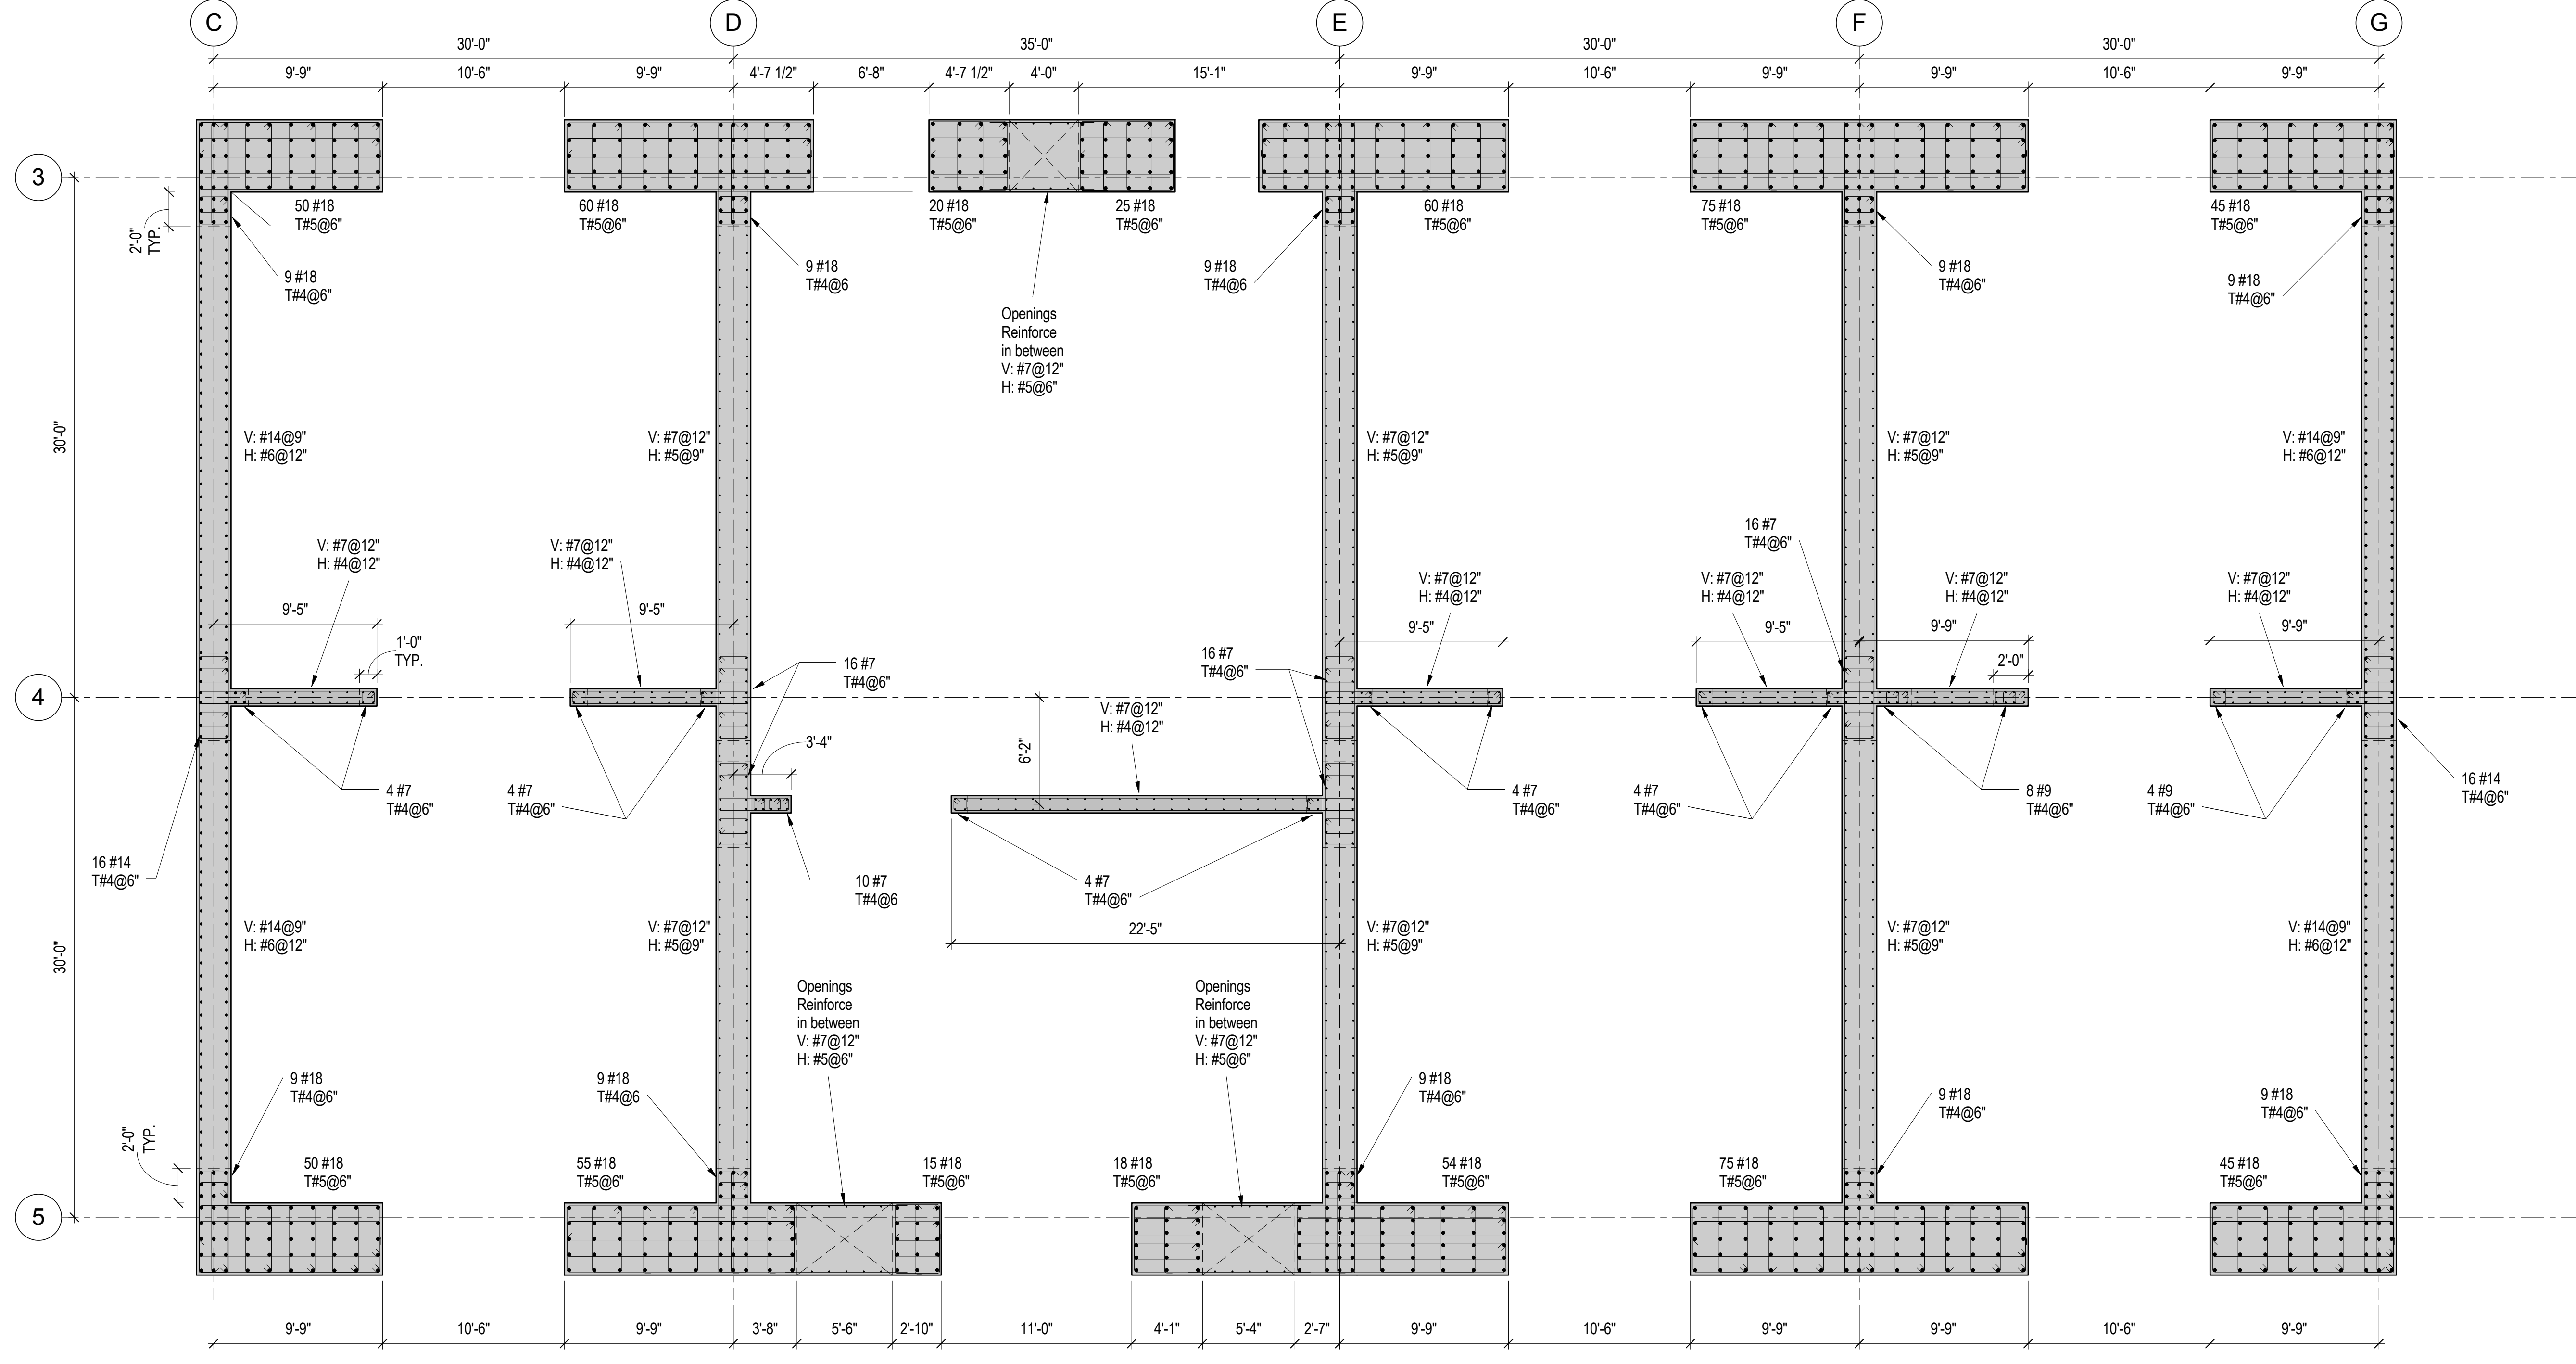 C
D
E
F
G
30'-0"
35'-0"
30'-0"
30'-0"
9'-9"
10'-6"
9'-9"
4'-7 1/2"
6'-8"
4'-7 1/2"
4'-0"
15'-1"
9'-9"
10'-6"
9'-9"
9'-9"
10'-6"
9'-9"
3
50 #18
T#5@6"
60 #18
T#5@6"
20 #18
T#5@6"
25 #18
T#5@6"
60 #18
T#5@6"
75 #18
T#5@6"
45 #18
T#5@6"
2'-0"
TYP.
9 #18
T#4@6"
9 #18
T#4@6
9 #18
T#4@6
9 #18
T#4@6"
9 #18
T#4@6"
Openings
Reinforce
in between
V: #7@12"
H: #5@6"
30'-0"
V: #14@9"
H: #6@12"
V: #7@12"
H: #5@9"
V: #7@12"
H: #5@9"
V: #7@12"
H: #5@9"
V: #14@9"
H: #6@12"
16 #7
T#4@6"
V: #7@12"
H: #4@12"
V: #7@12"
H: #4@12"
V: #7@12"
H: #4@12"
V: #7@12"
H: #4@12"
V: #7@12"
H: #4@12"
V: #7@12"
H: #4@12"
9'-5"
9'-5"
9'-5"
9'-5"
9'-9"
9'-9"
1'-0"
TYP.
16 #7
T#4@6"
16 #7
T#4@6"
2'-0"
4
V: #7@12"
H: #4@12"
6'-2"
3'-4"
4 #7
T#4@6"
4 #7
T#4@6"
4 #7
T#4@6"
4 #7
T#4@6"
8 #9
T#4@6"
4 #9
T#4@6"
16 #14
T#4@6"
16 #14
T#4@6"
10 #7
T#4@6
4 #7
T#4@6"
22'-5"
30'-0"
V: #14@9"
H: #6@12"
V: #7@12"
H: #5@9"
V: #7@12"
H: #5@9"
V: #7@12"
H: #5@9"
V: #14@9"
H: #6@12"
Openings
Reinforce
in between
V: #7@12"
H: #5@6"
Openings
Reinforce
in between
V: #7@12"
H: #5@6"
9 #18
T#4@6"
9 #18
T#4@6
9 #18
T#4@6"
9 #18
T#4@6"
9 #18
T#4@6"
2'-0"
TYP.
50 #18
T#5@6"
55 #18
T#5@6"
15 #18
T#5@6"
18 #18
T#5@6"
54 #18
T#5@6"
75 #18
T#5@6"
45 #18
T#5@6"
5
9'-9"
10'-6"
9'-9"
3'-8"
5'-6"
2'-10"
11'-0"
4'-1"
5'-4"
2'-7"
9'-9"
10'-6"
9'-9"
9'-9"
10'-6"
9'-9"